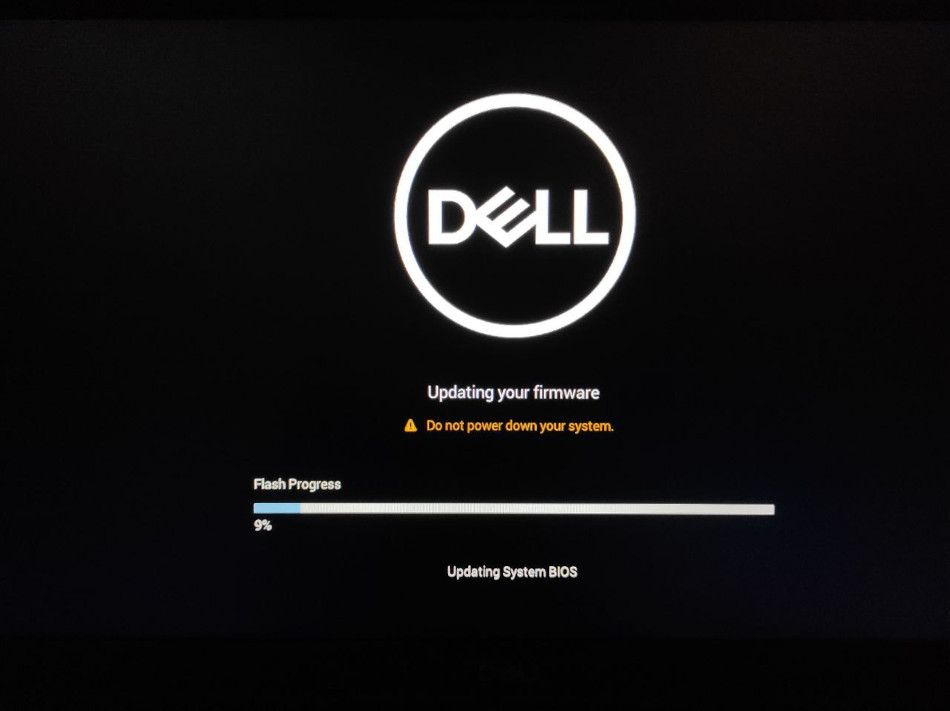 DELL
Updating your firmware
Do not power down your system.
Flash Progress
9%
Updating System BIOS